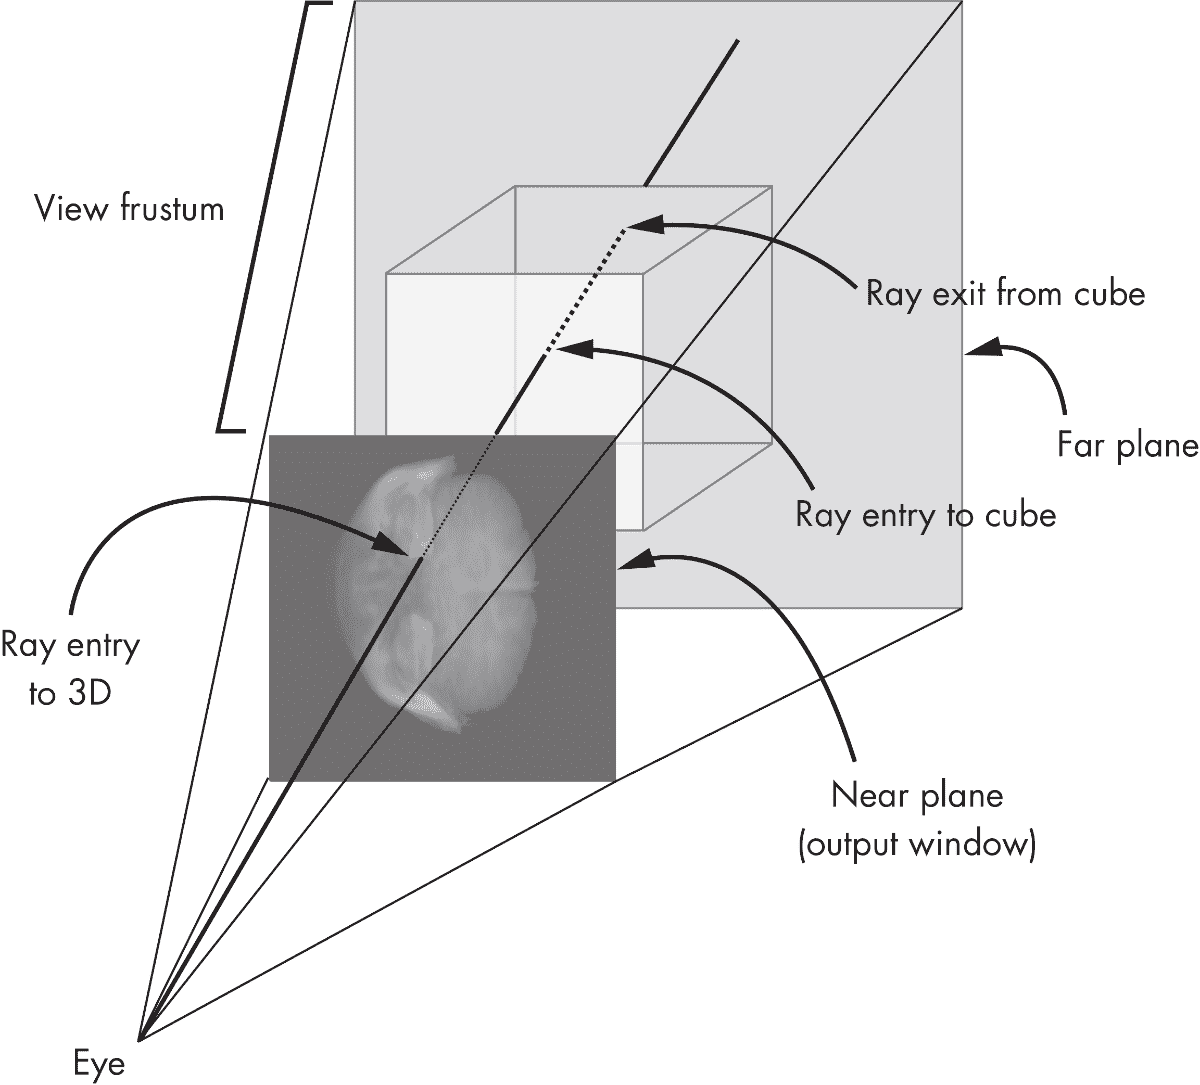 View frustum
Ray exit from cube
Far plane
Ray entry to cube
Ray entry
to 3D
Near plane
(output window)
Eye